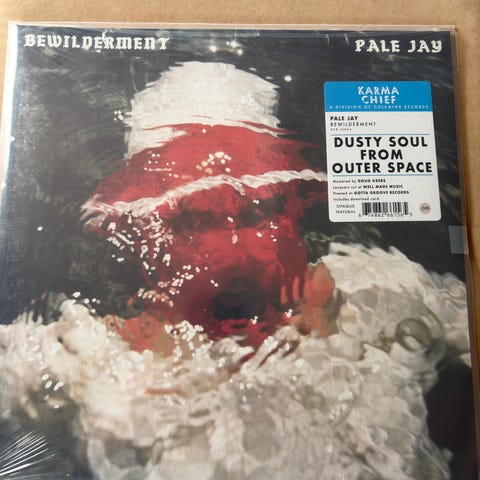 BEWILDERMENT
PALE JAY
KARMA
CHIEF
A DIVISION OF COLEMINE RECORDS
PALE JAY
BEWILDERMENT
DUSTY SOUL
FROM
OUTER SPACE
Mastered by DOUG KREBS
Lacquers cut at WELL MADE MUSIC
Pressed at GOTTA GROOVE RECORDS
Includes download card
OPAQUE
NATURAL